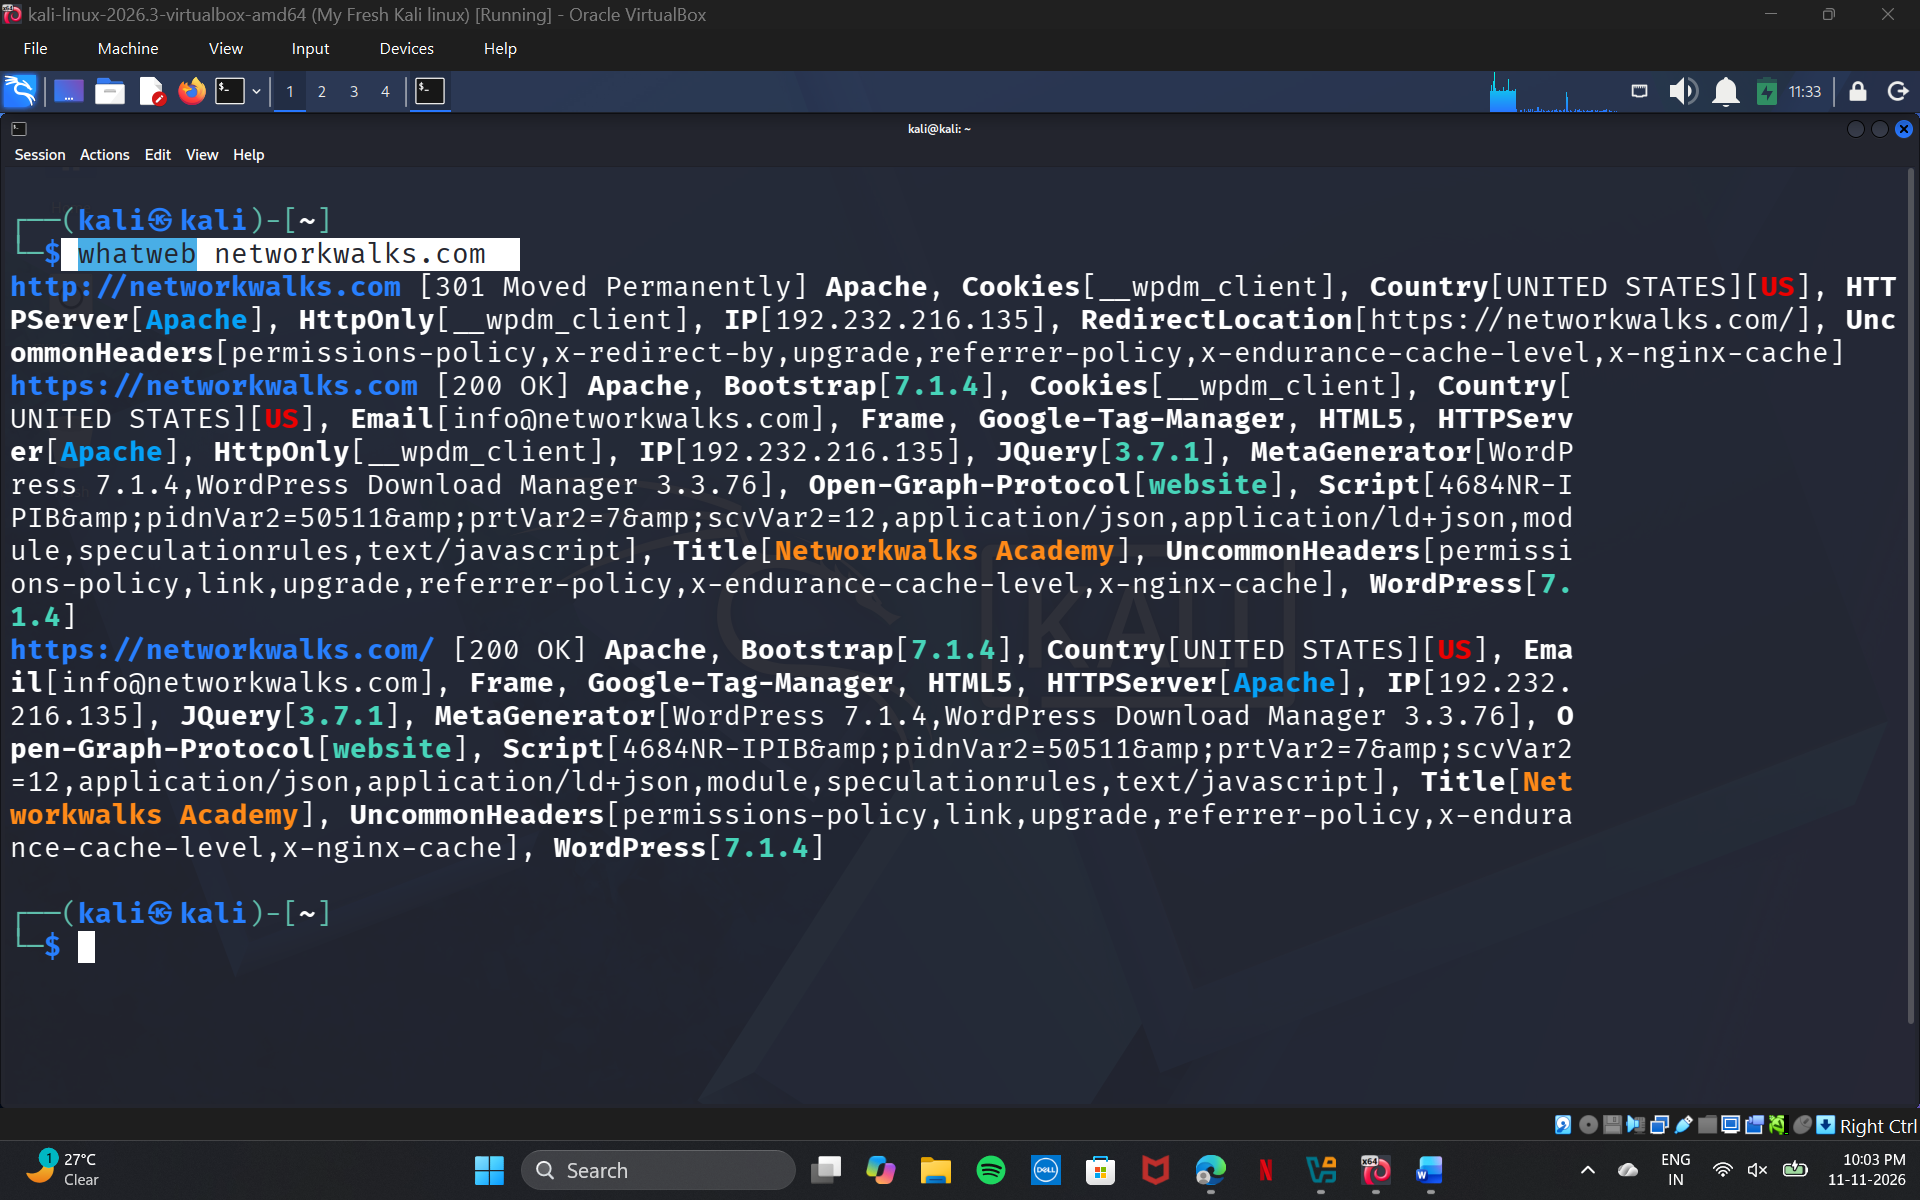 kali-linux-2026.3-virtualbox-amd64 (My Fresh Kali linux) [Running] - Oracle VirtualBox
File Machine View Input Devices Help
1 2 3 4 11:33
kali@kali: ~
Session Actions Edit View Help
┌──(kali㉿kali)-[~]
└─$ whatweb networkwalks.com
http://networkwalks.com [301 Moved Permanently] Apache, Cookies[__wpdm_client], Country[UNITED STATES][US], HTT
PServer[Apache], HttpOnly[__wpdm_client], IP[192.232.216.135], RedirectLocation[https://networkwalks.com/], Unc
ommonHeaders[permissions-policy,x-redirect-by,upgrade,referrer-policy,x-endurance-cache-level,x-nginx-cache]
https://networkwalks.com [200 OK] Apache, Bootstrap[7.1.4], Cookies[__wpdm_client], Country[
UNITED STATES][US], Email[info@networkwalks.com], Frame, Google-Tag-Manager, HTML5, HTTPServ
er[Apache], HttpOnly[__wpdm_client], IP[192.232.216.135], JQuery[3.7.1], MetaGenerator[WordP
ress 7.1.4,WordPress Download Manager 3.3.76], Open-Graph-Protocol[website], Script[4684NR-I
PIB&amp;pidnVar2=50511&amp;prtVar2=7&amp;scvVar2=12,application/json,application/ld+json,mod
ule,speculationrules,text/javascript], Title[Networkwalks Academy], UncommonHeaders[permissi
ons-policy,link,upgrade,referrer-policy,x-endurance-cache-level,x-nginx-cache], WordPress[7.
1.4]
https://networkwalks.com/ [200 OK] Apache, Bootstrap[7.1.4], Country[UNITED STATES][US], Ema
il[info@networkwalks.com], Frame, Google-Tag-Manager, HTML5, HTTPServer[Apache], IP[192.232.
216.135], JQuery[3.7.1], MetaGenerator[WordPress 7.1.4,WordPress Download Manager 3.3.76], O
pen-Graph-Protocol[website], Script[4684NR-IPIB&amp;pidnVar2=50511&amp;prtVar2=7&amp;scvVar2
=12,application/json,application/ld+json,module,speculationrules,text/javascript], Title[Net
workwalks Academy], UncommonHeaders[permissions-policy,link,upgrade,referrer-policy,x-endura
nce-cache-level,x-nginx-cache], WordPress[7.1.4]
KALI
┌──(kali㉿kali)-[~]
└─$
Right Ctrl
1 27°C
Clear
Search
DELL
x64
ENG
IN
10:03 PM
11-11-2026